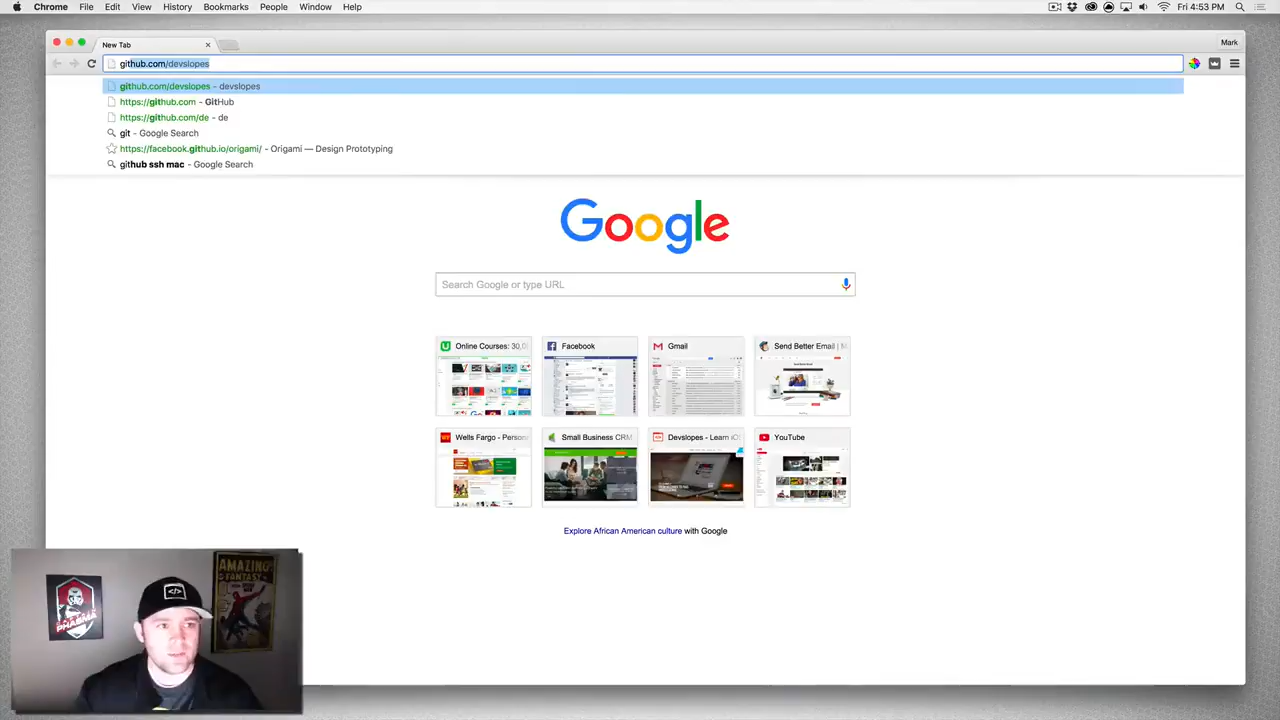 Chrome File Edit View History Bookmarks People Window Help Fri 4:53 PM
New Tab Mark
github.com/devslopes
github.com/devslopes - devslopes
https://github.com - GitHub
https://github.com/de - de
git - Google Search
https://facebook.github.io/origami/ - Origami — Design Prototyping
github ssh mac - Google Search
Google
Search Google or type URL
Online Courses: 30,0 Facebook Gmail Send Better Email | M
Wells Fargo - Persona Small Business CRM Devslopes - Learn iO YouTube
Explore African American culture with Google
AMAZING
FANTASY
</>
PHASMA